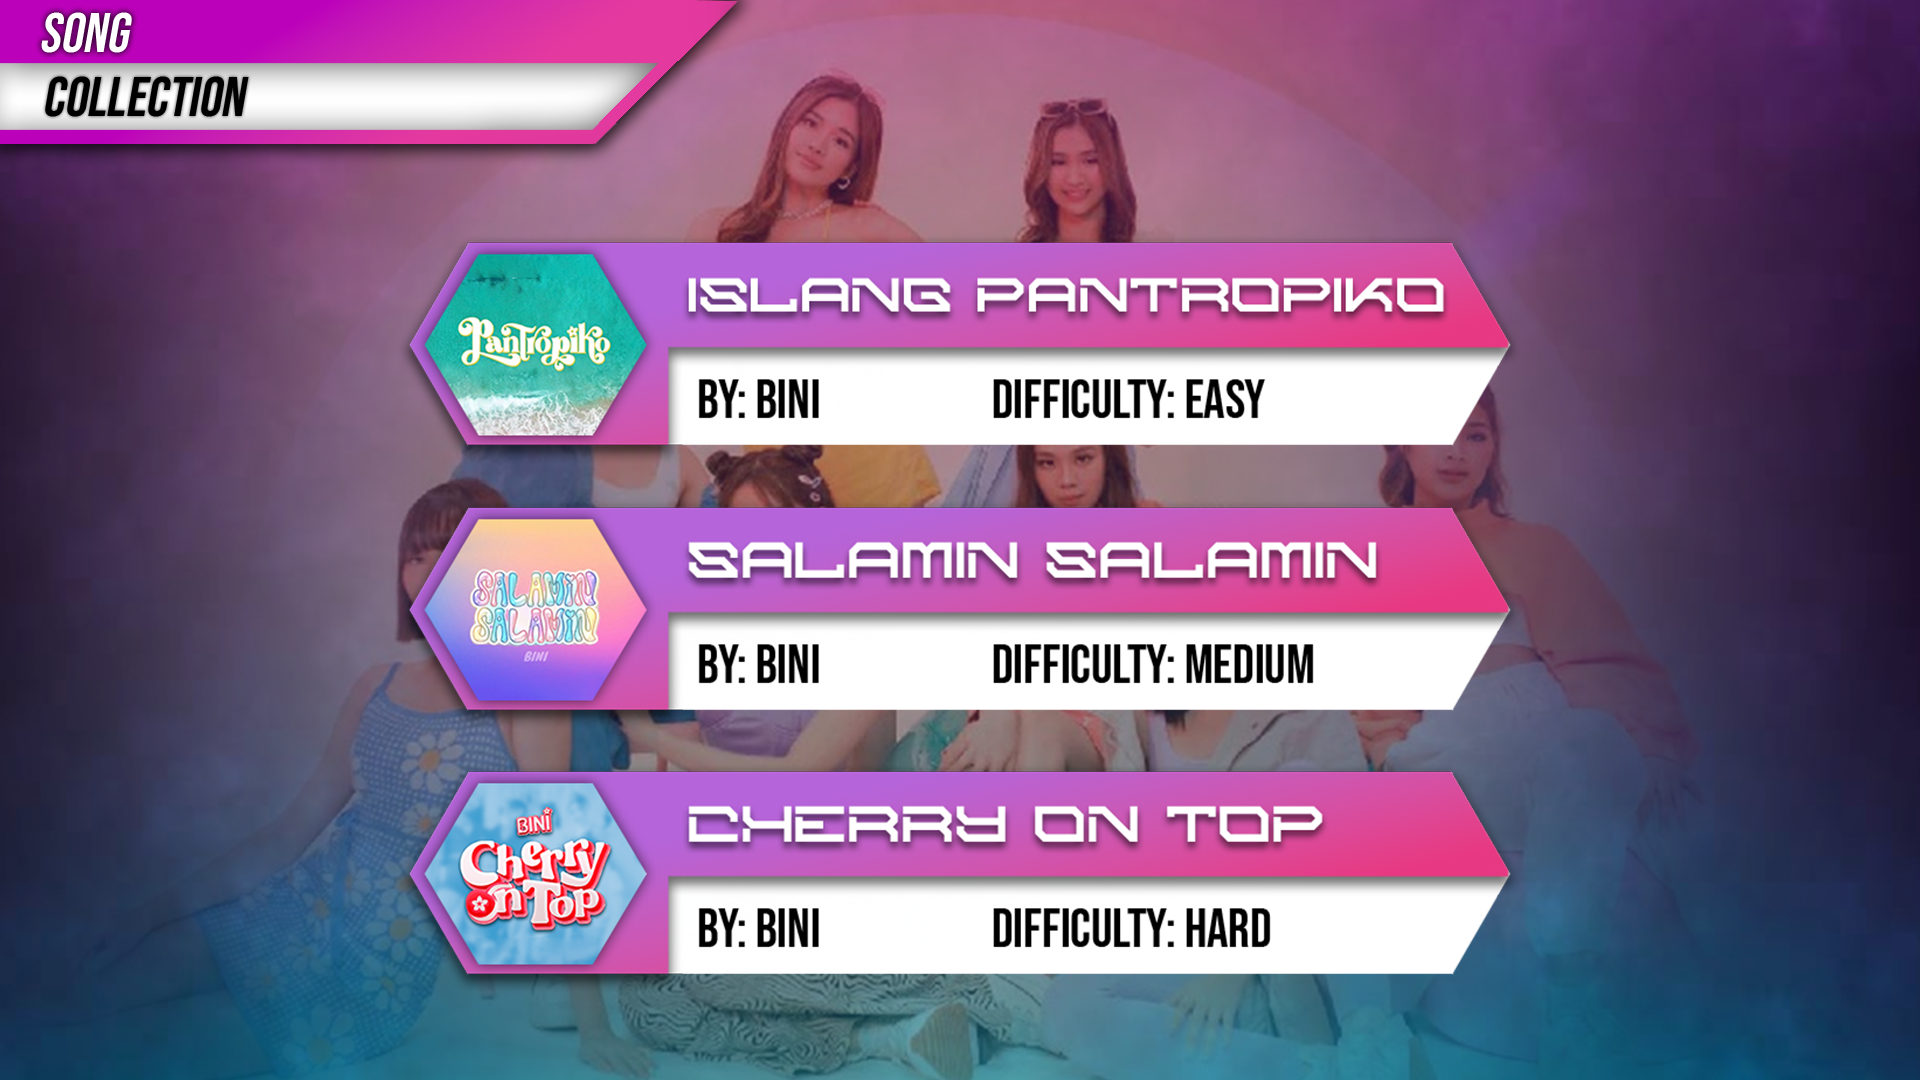 SONG
COLLECTION
PanTropiko
ISLANG PANTROPIKO
BY: BINI DIFFICULTY: EASY
SALAMIN
SALAMIN
BINI
SALAMIN SALAMIN
BY: BINI DIFFICULTY: MEDIUM
BINI
Cherry
on Top
CHERRY ON TOP
BY: BINI DIFFICULTY: HARD